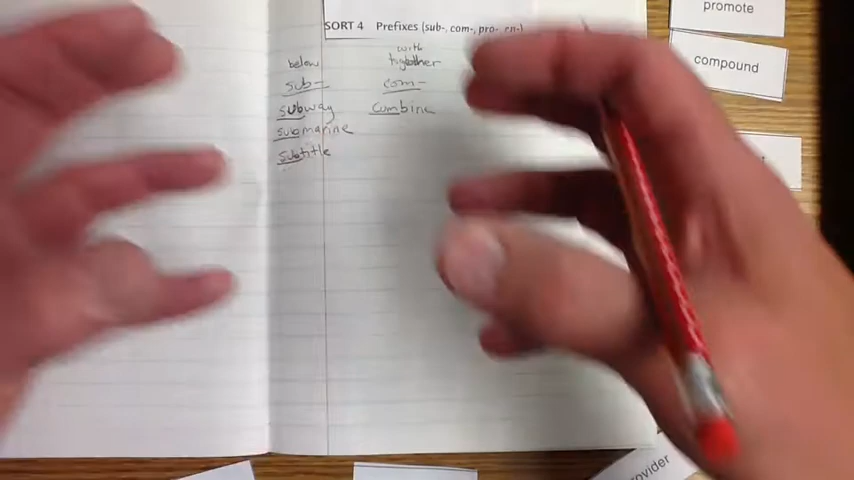 SORT 4 Prefixes (sub-, com-, pro-, en-)
promote
compound
with
below together
sub- com-
subway combine
submarine
subtitle
provider